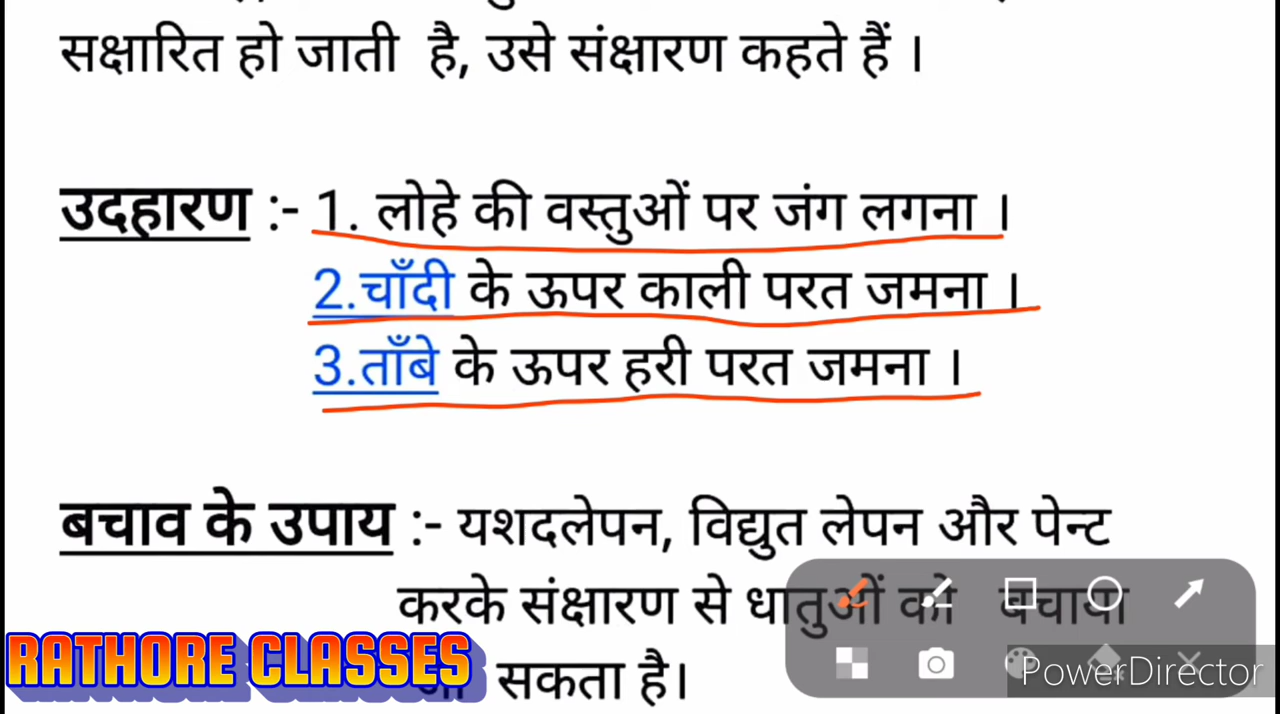 सक्षारित हो जाती है, उसे संक्षारण कहते हैं ।
उदहारण :- 1. लोहे की वस्तुओं पर जंग लगना ।
2.चाँदी के ऊपर काली परत जमना ।
3.ताँबे के ऊपर हरी परत जमना ।
बचाव के उपाय :- यशदलेपन, विद्युत लेपन और पेन्ट
करके संक्षारण से धातुओं को बचाया
जा सकता है।
RATHORE CLASSES
PowerDirector